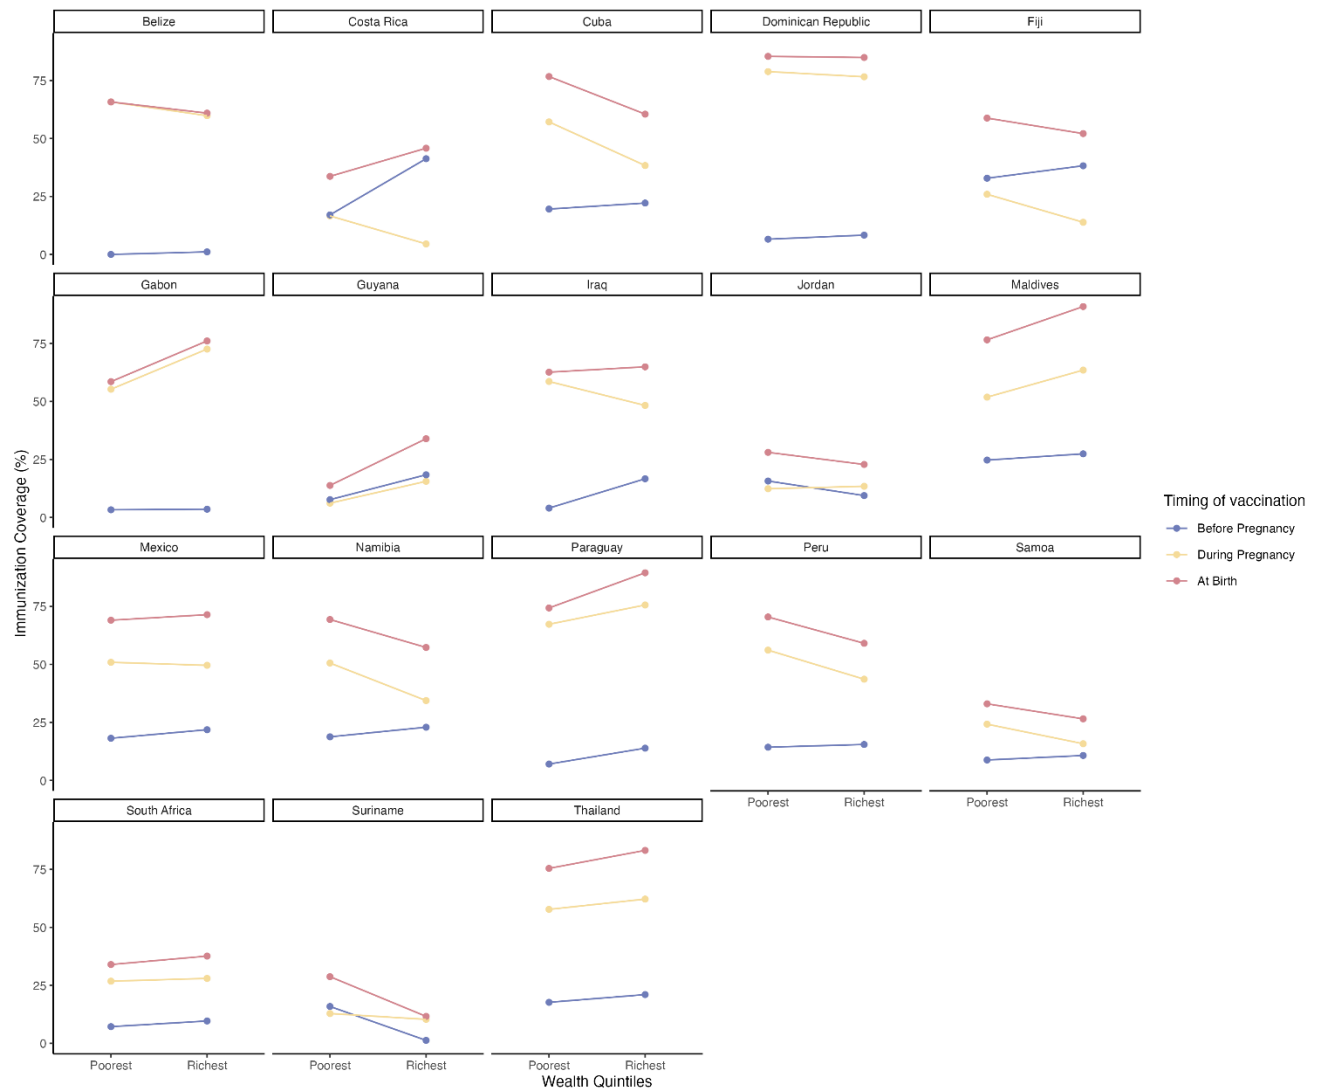 Belize
Costa Rica
Cuba
Dominican Republic
Fiji
75
50
25
0
Gabon
Guyana
Iraq
Jordan
Maldives
75
50
25
0
Immunization Coverage (%)
Timing of vaccination
Before Pregnancy
During Pregnancy
At Birth
Mexico
Namibia
Paraguay
Peru
Samoa
75
50
25
0
Poorest
Richest
Poorest
Richest
South Africa
Suriname
Thailand
75
50
25
0
Poorest
Richest
Poorest
Richest
Poorest
Richest
Wealth Quintiles